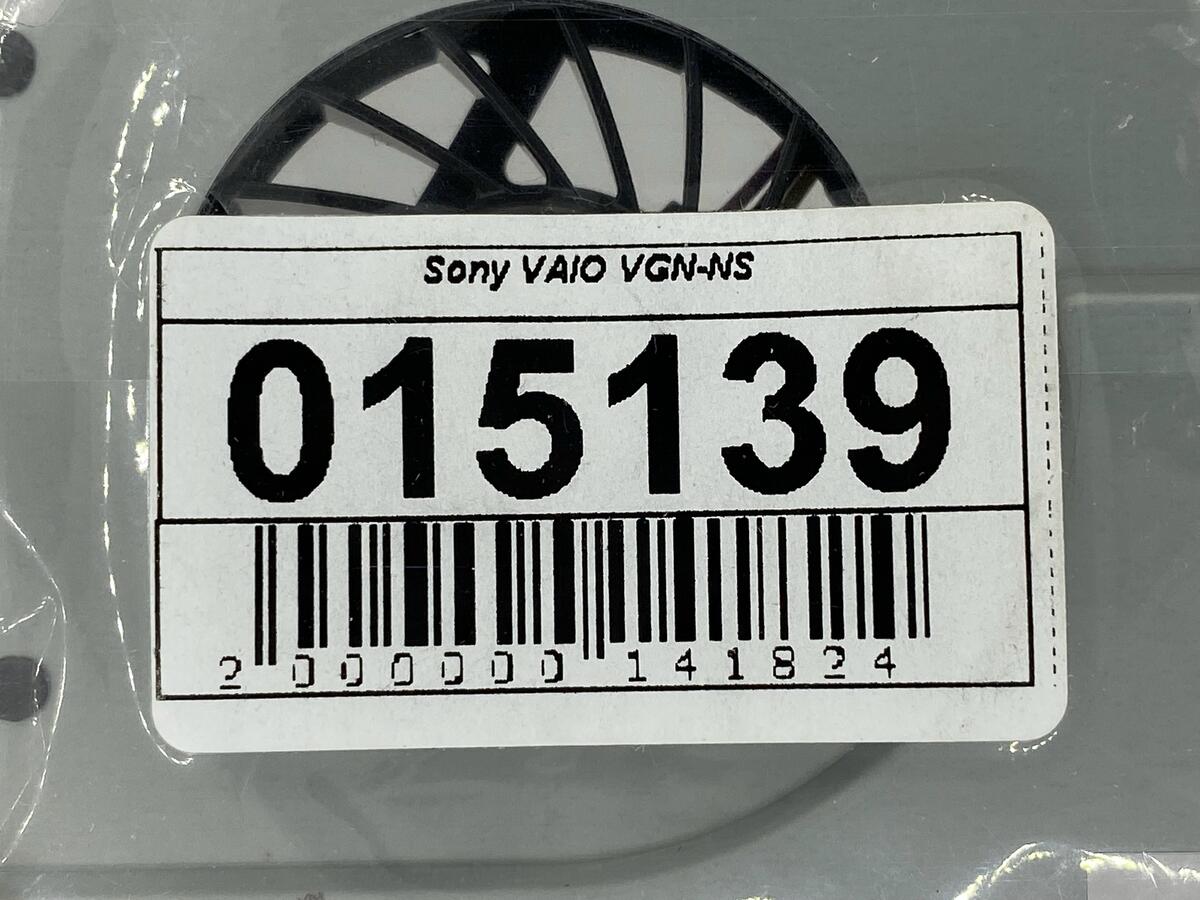 Sony VAIO VGN-NS
015139
2 000000 141824